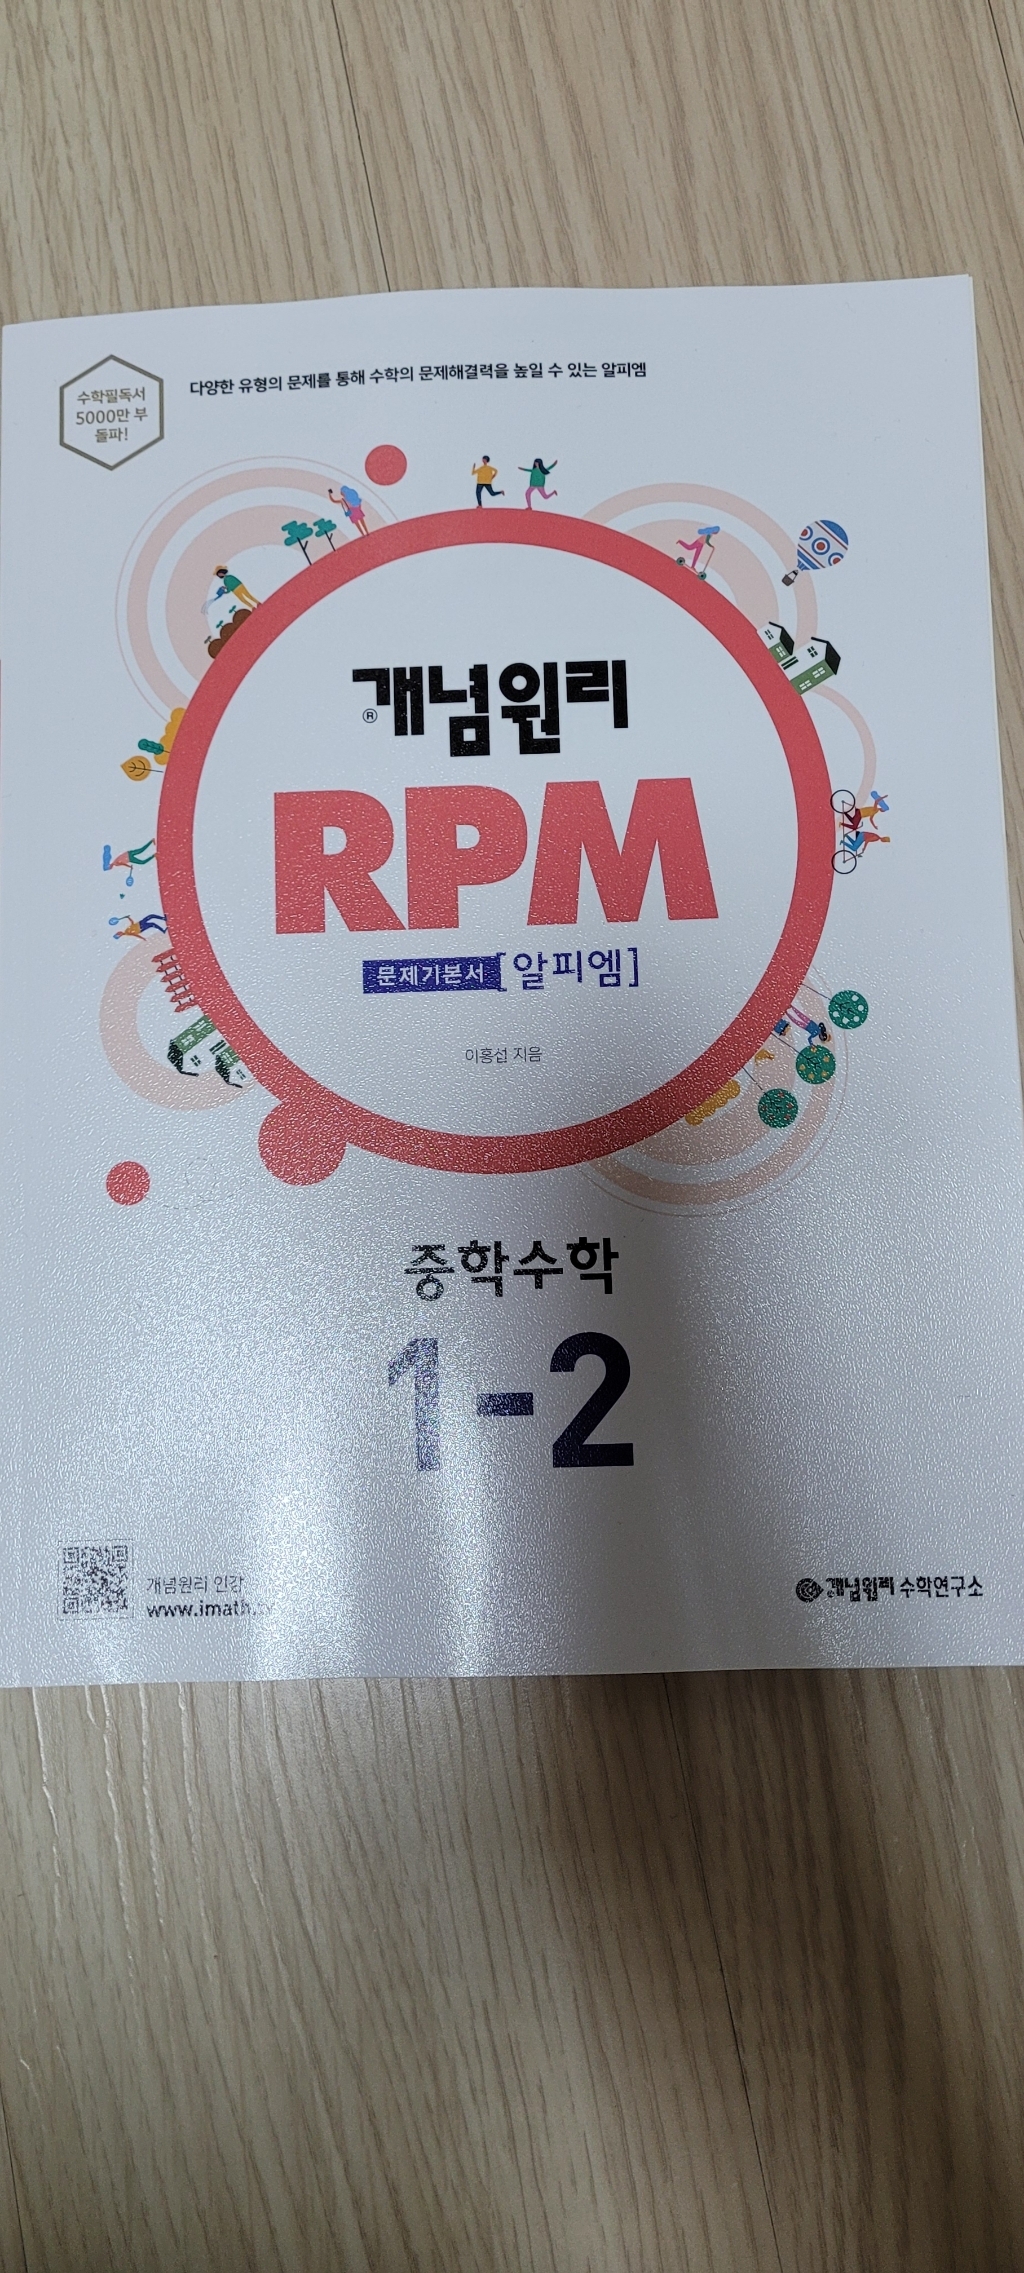 수학필독서
5000만 부
돌파!
다양한 유형의 문제를 통해 수학의 문제해결력을 높일 수 있는 알피엠
개념원리
®
RPM
문제기본서 [알피엠]
이홍섭 지음
중학수학
1-2
개념원리 인강
www.imath.
개념원리 수학연구소